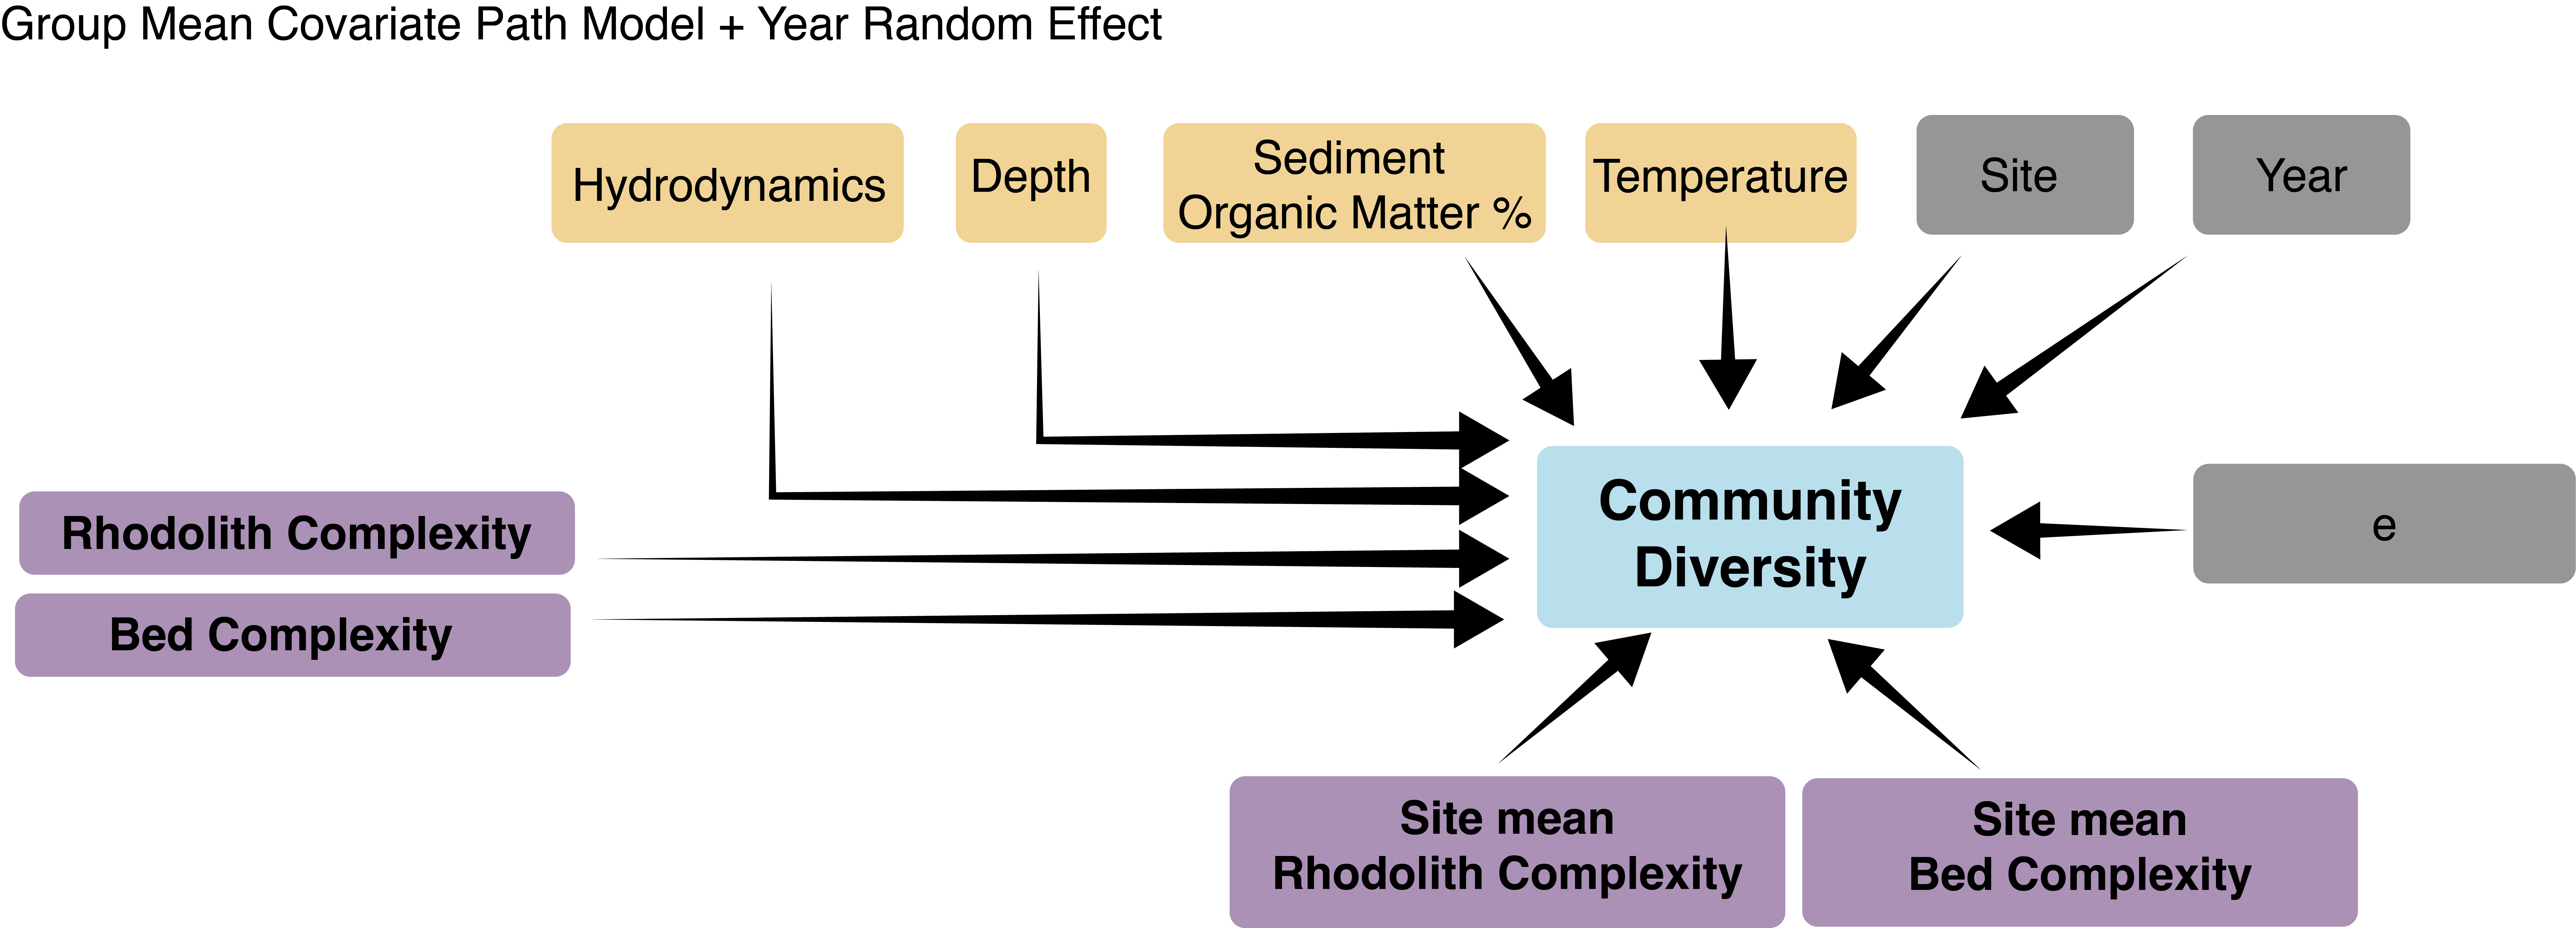 Group Mean Covariate Path Model + Year Random Effect
Hydrodynamics
Depth
Sediment
Organic Matter %
Temperature
Site
Year
Rhodolith Complexity
Bed Complexity
Community
Diversity
e
Site mean
Rhodolith Complexity
Site mean
Bed Complexity